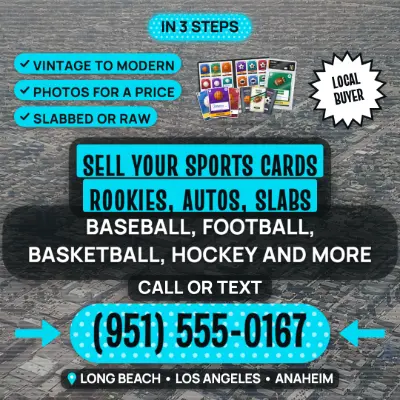 IN 3 STEPS
VINTAGE TO MODERN
PHOTOS FOR A PRICE
SLABBED OR RAW
LOCAL
BUYER
SELL YOUR SPORTS CARDS
ROOKIES, AUTOS, SLABS
BASEBALL, FOOTBALL,
BASKETBALL, HOCKEY AND MORE
CALL OR TEXT
(951) 555-0167
LONG BEACH • LOS ANGELES • ANAHEIM